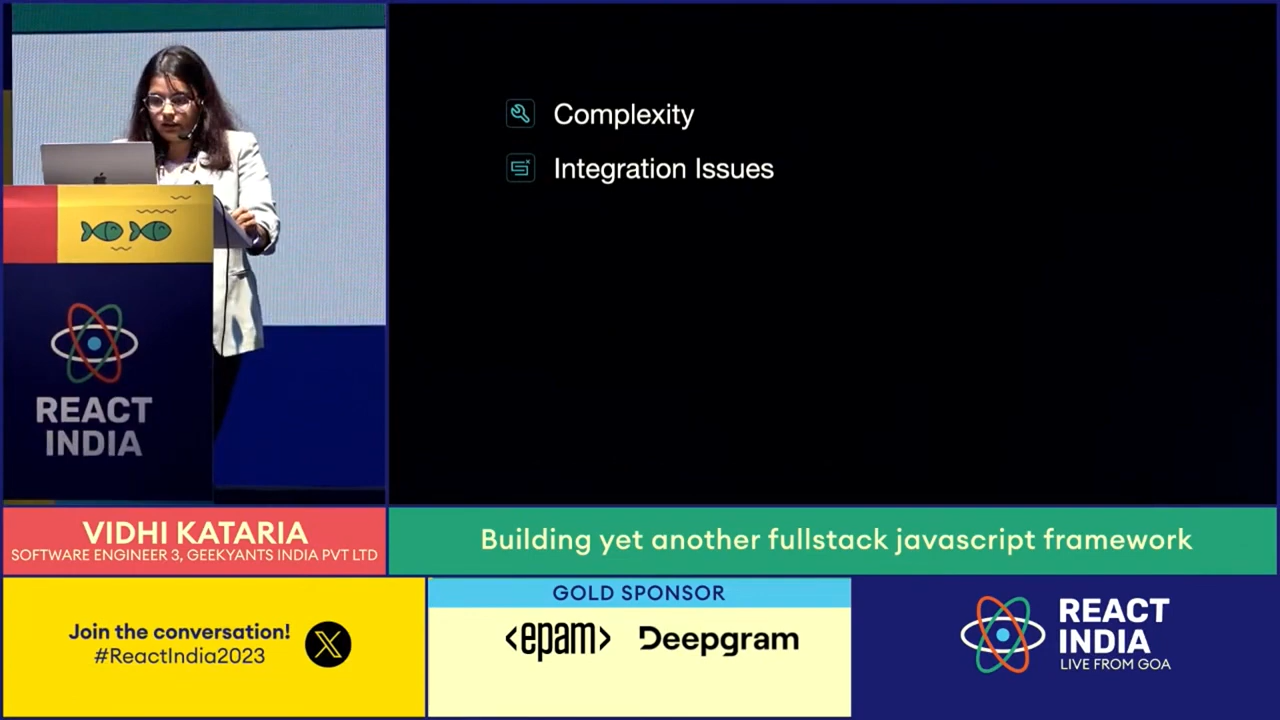 Complexity
Integration Issues
REACT
INDIA
VIDHI KATARIA
SOFTWARE ENGINEER 3, GEEKYANTS INDIA PVT LTD
Building yet another fullstack javascript framework
Join the conversation!
#ReactIndia2023
GOLD SPONSOR
<epam> Deepgram
REACT
INDIA
LIVE FROM GOA